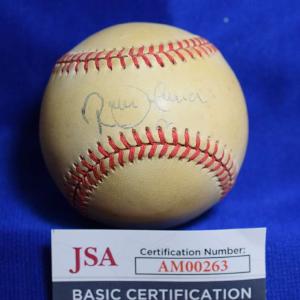 JSA
Certification Number:
AM00263
BASIC CERTIFICATION